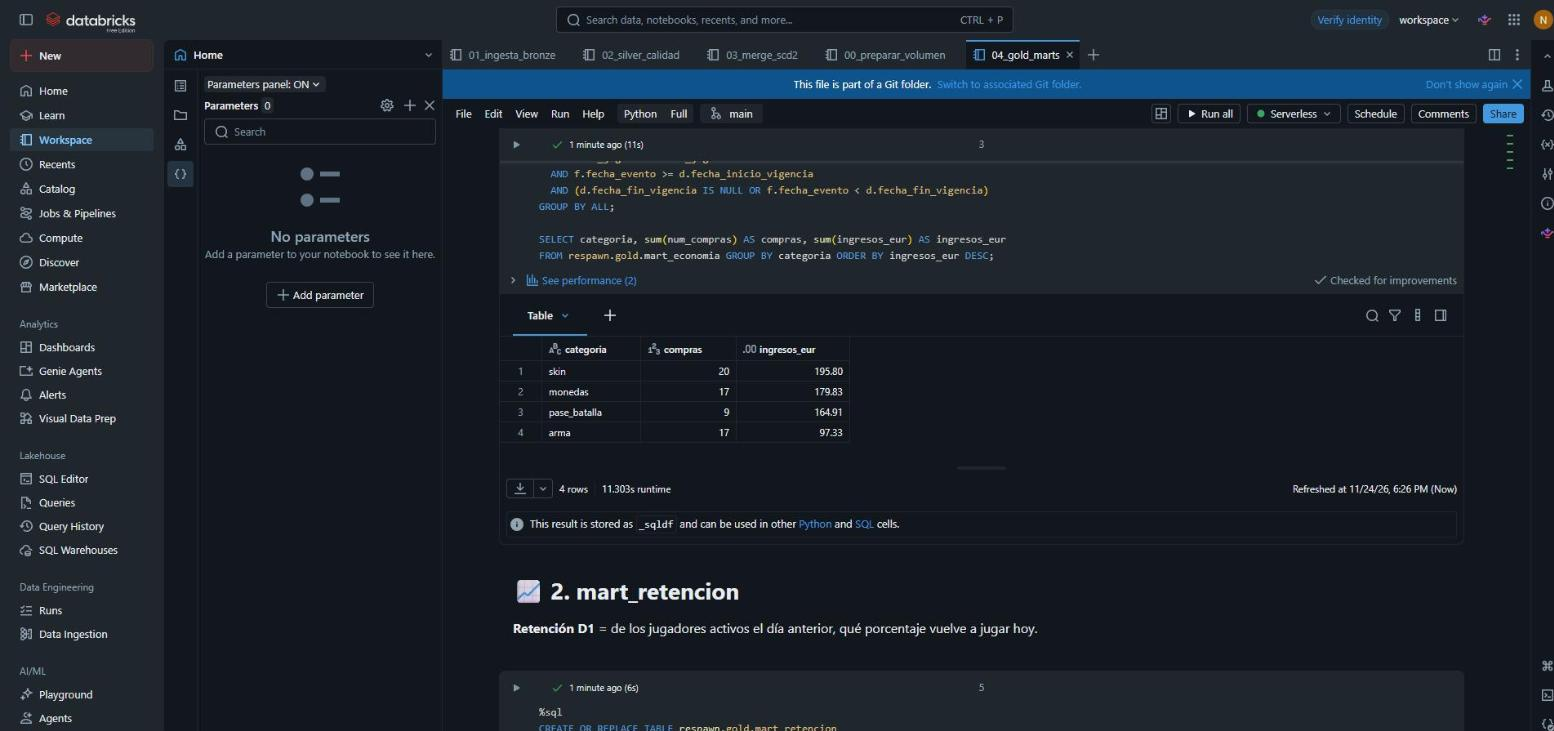 databricks
Free Edition
Search data, notebooks, recents, and more...
CTRL + P
Verify identity
workspace
N
New
Home
Learn
Workspace
Recents
Catalog
Jobs & Pipelines
Compute
Discover
Marketplace
Analytics
Dashboards
Genie Agents
Alerts
Visual Data Prep
Lakehouse
SQL Editor
Queries
Query History
SQL Warehouses
Data Engineering
Runs
Data Ingestion
AI/ML
Playground
Agents
Home
Parameters panel: ON
Parameters 0
Search
No parameters
Add a parameter to your notebook to see it here.
Add parameter
01_ingesta_bronze
02_silver_calidad
03_merge_scd2
00_preparar_volumen
04_gold_marts
This file is part of a Git folder. Switch to associated Git folder.
Don't show again
File Edit View Run Help Python Full main
Run all
Serverless
Schedule
Comments
Share
1 minute ago (11s)
3
AND f.fecha_evento >= d.fecha_inicio_vigencia
AND (d.fecha_fin_vigencia IS NULL OR f.fecha_evento < d.fecha_fin_vigencia)
GROUP BY ALL;
SELECT categoria, sum(num_compras) AS compras, sum(ingresos_eur) AS ingresos_eur
FROM respawn.gold.mart_economia GROUP BY categoria ORDER BY ingresos_eur DESC;
See performance (2)
Checked for improvements
Table
categoria compras .00 ingresos_eur
1 skin 20 195.80
2 monedas 17 179.83
3 pase_batalla 9 164.91
4 arma 17 97.33
4 rows 11.303s runtime
Refreshed at 11/24/26, 6:26 PM (Now)
This result is stored as _sqldf and can be used in other Python and SQL cells.
2. mart_retencion
Retención D1 = de los jugadores activos el día anterior, qué porcentaje vuelve a jugar hoy.
1 minute ago (6s)
5
%sql
CREATE OR REPLACE TABLE respawn.gold.mart_retencion